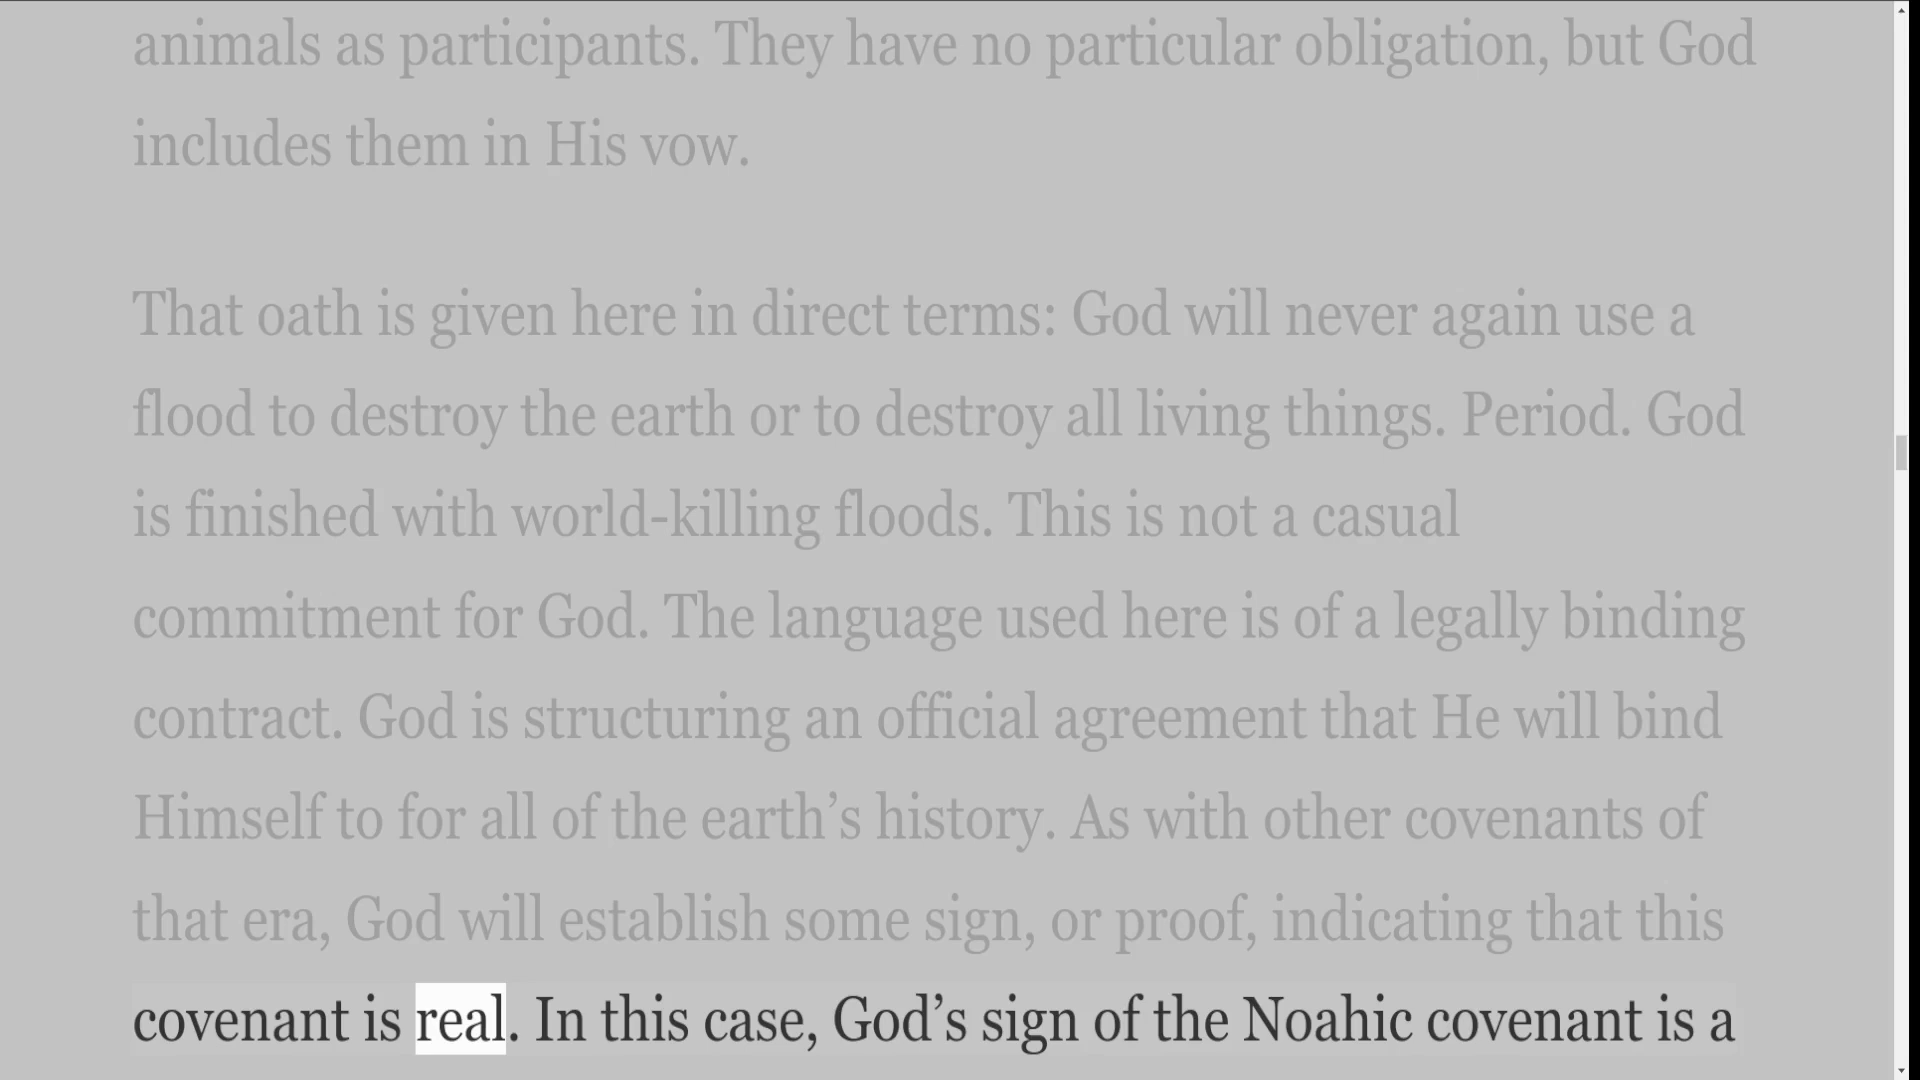 animals as participants. They have no particular obligation, but God
includes them in His vow.
That oath is given here in direct terms: God will never again use a
flood to destroy the earth or to destroy all living things. Period. God
is finished with world-killing floods. This is not a casual
commitment for God. The language used here is of a legally binding
contract. God is structuring an official agreement that He will bind
Himself to for all of the earth’s history. As with other covenants of
that era, God will establish some sign, or proof, indicating that this
covenant is real. In this case, God’s sign of the Noahic covenant is a